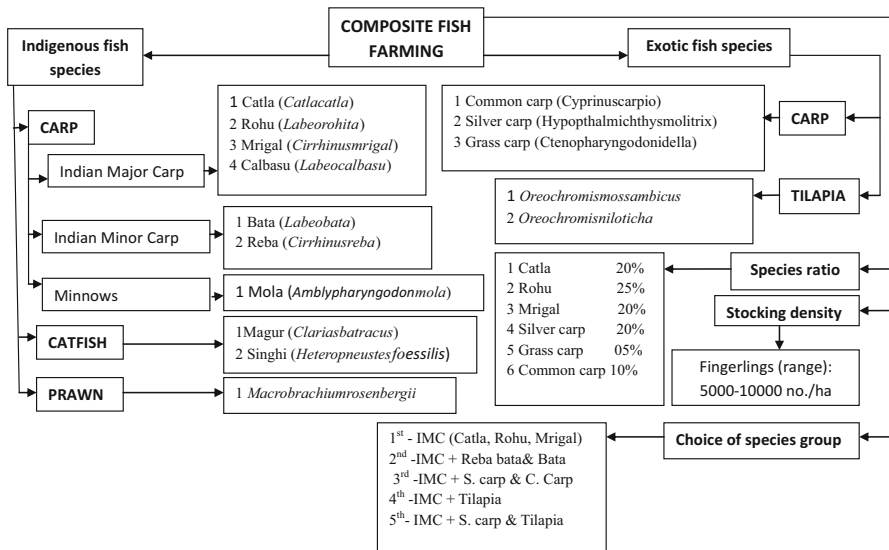 COMPOSITE FISH
FARMING
Indigenous fish
species
Exotic fish species
CARP
Indian Major Carp
1 Catla (Catlacatla)
2 Rohu (Labeorohita)
3 Mrigal (Cirrhinusmrigal)
4 Calbasu (Labeocalbasu)
Indian Minor Carp
1 Bata (Labeobata)
2 Reba (Cirrhinusreba)
Minnows
1 Mola (Amblypharyngodonmola)
CATFISH
1Magur (Clariasbatracus)
2 Singhi (Heteropneustesfoessilis)
PRAWN
1 Macrobrachiumrosenbergii
1 Common carp (Cyprinuscarpio)
2 Silver carp (Hypopthalmichthysmolitrix)
3 Grass carp (Ctenopharyngodonidella)
CARP
1 Oreochromismossambicus
2 Oreochromisniloticha
TILAPIA
1 Catla 20%
2 Rohu 25%
3 Mrigal 20%
4 Silver carp 20%
5 Grass carp 05%
6 Common carp 10%
Species ratio
Stocking density
Fingerlings (range):
5000-10000 no./ha
1st - IMC (Catla, Rohu, Mrigal)
2nd -IMC + Reba bata& Bata
3rd -IMC + S. carp & C. Carp
4th -IMC + Tilapia
5th- IMC + S. carp & Tilapia
Choice of species group